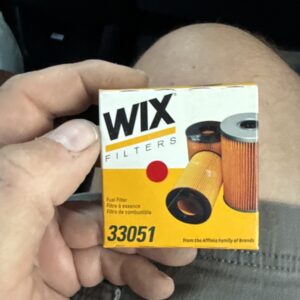 WIX
FILTERS
Fuel Filter
Filtre à essence
Filtro de combustible
33051
From the Affinia Family of Brands